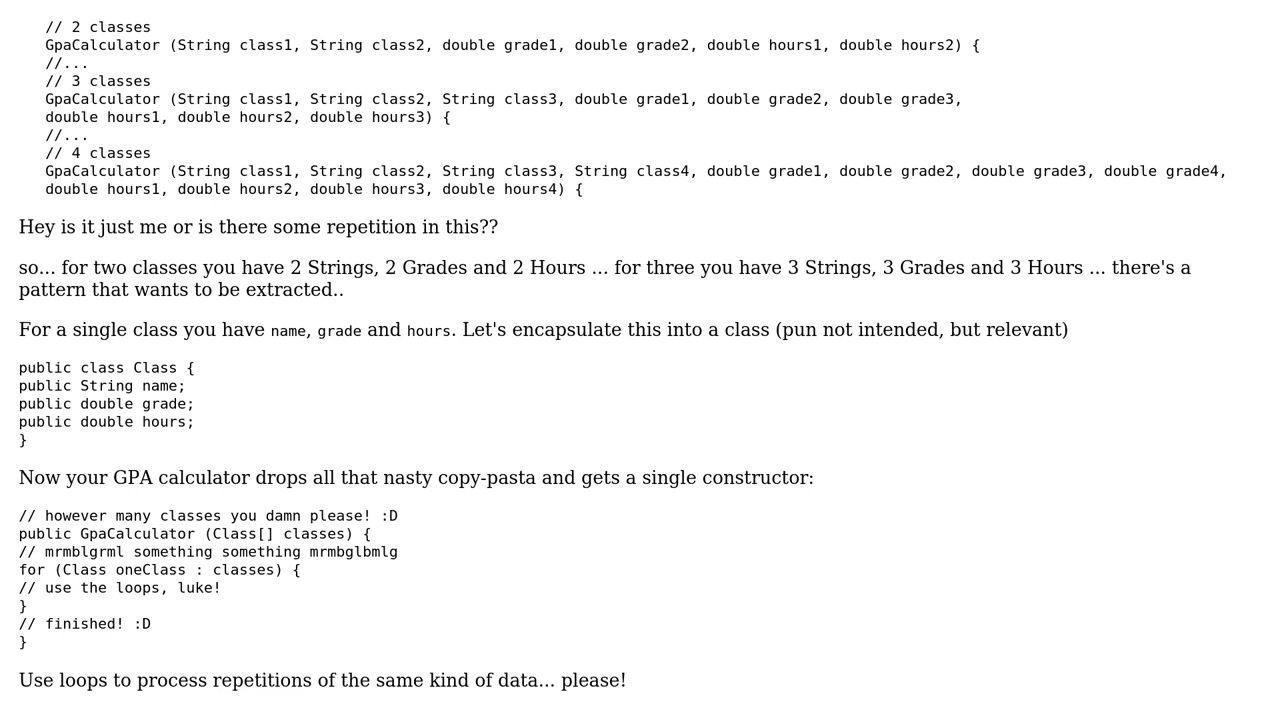 // 2 classes
GpaCalculator (String class1, String class2, double grade1, double grade2, double hours1, double hours2) {
//...
// 3 classes
GpaCalculator (String class1, String class2, String class3, double grade1, double grade2, double grade3,
double hours1, double hours2, double hours3) {
//...
// 4 classes
GpaCalculator (String class1, String class2, String class3, String class4, double grade1, double grade2, double grade3, double grade4,
double hours1, double hours2, double hours3, double hours4) {
Hey is it just me or is there some repetition in this??
so... for two classes you have 2 Strings, 2 Grades and 2 Hours ... for three you have 3 Strings, 3 Grades and 3 Hours ... there's a
pattern that wants to be extracted..
For a single class you have name, grade and hours. Let's encapsulate this into a class (pun not intended, but relevant)
public class Class {
public String name;
public double grade;
public double hours;
}
Now your GPA calculator drops all that nasty copy-pasta and gets a single constructor:
// however many classes you damn please! :D
public GpaCalculator (Class[] classes) {
// mrmblgrml something something mrmbglbmlg
for (Class oneClass : classes) {
// use the loops, luke!
}
// finished! :D
}
Use loops to process repetitions of the same kind of data... please!